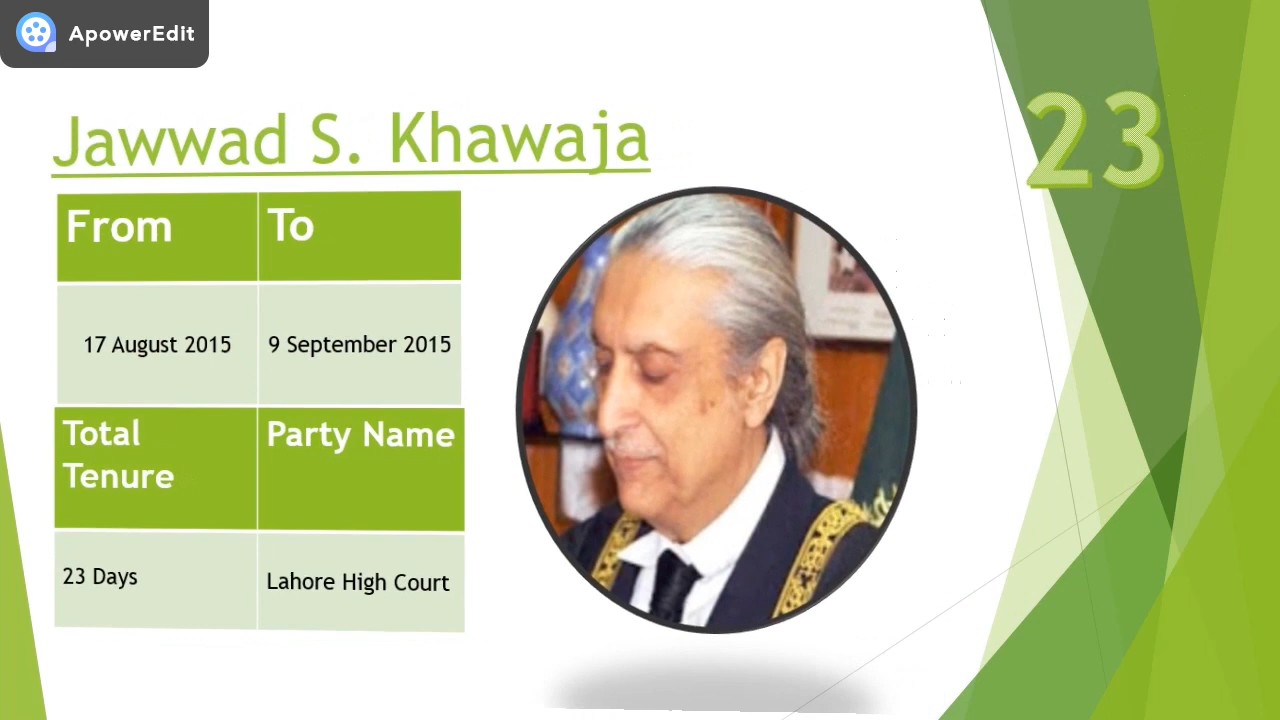 ApowerEdit
Jawwad S. Khawaja
23
From To
17 August 2015 9 September 2015
Total
Tenure
Party Name
23 Days Lahore High Court